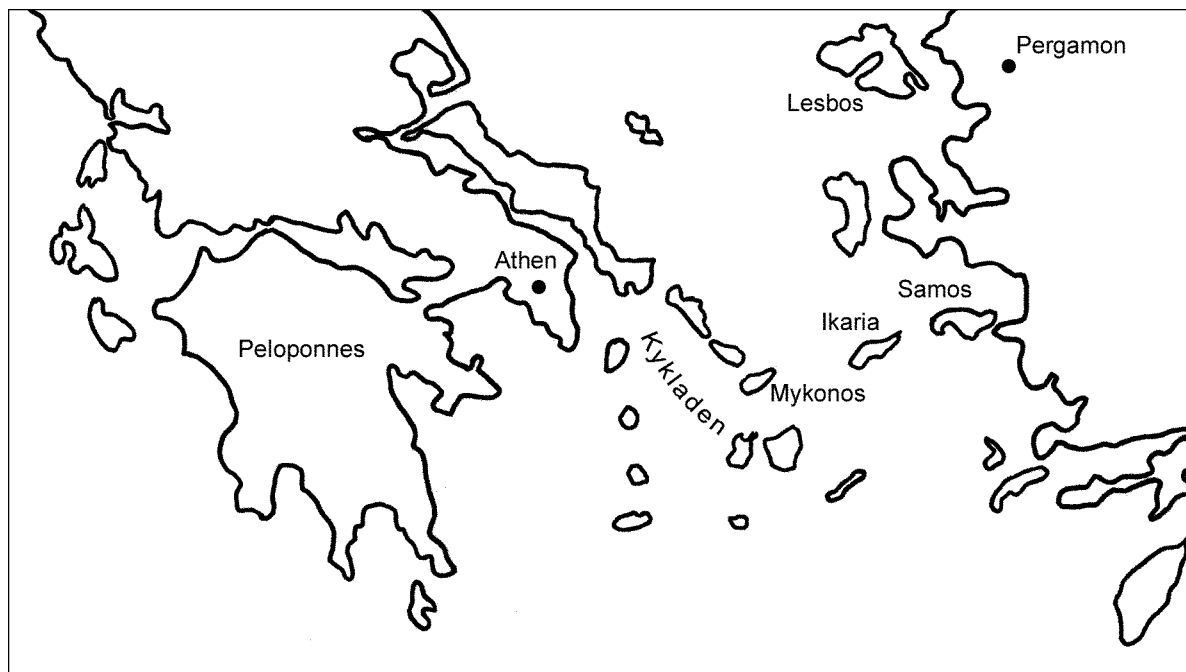 Pergamon
Lesbos
Athen
Samos
Ikaria
Peloponnes
Kykladen
Mykonos